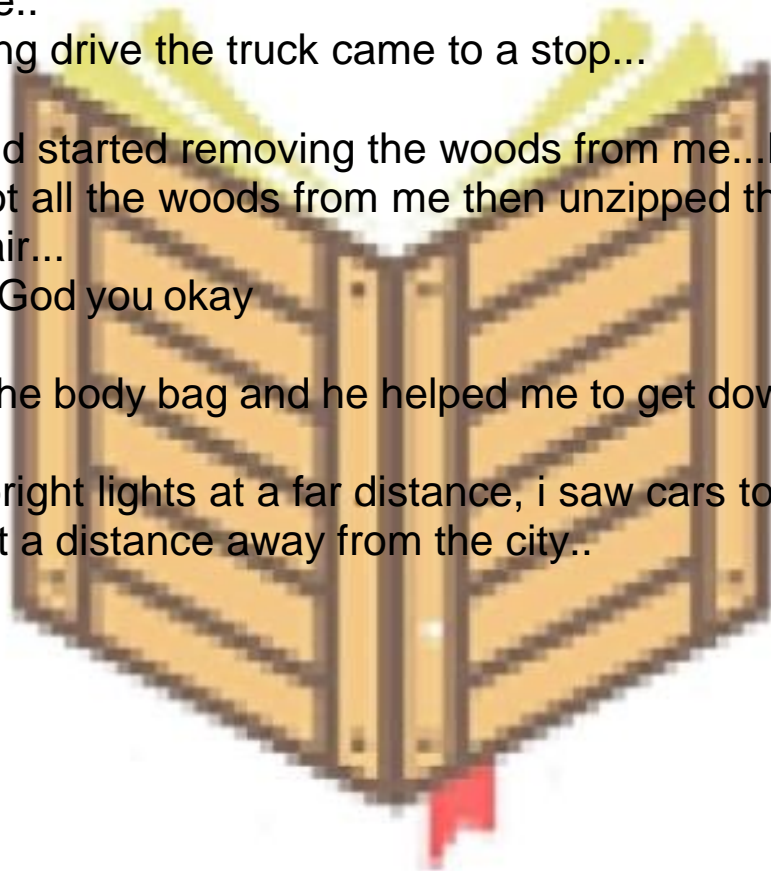 e..
ng drive the truck came to a stop...
d started removing the woods from me...
ot all the woods from me then unzipped th
air...
God you okay
he body bag and he helped me to get dow
right lights at a far distance, i saw cars to
t a distance away from the city..